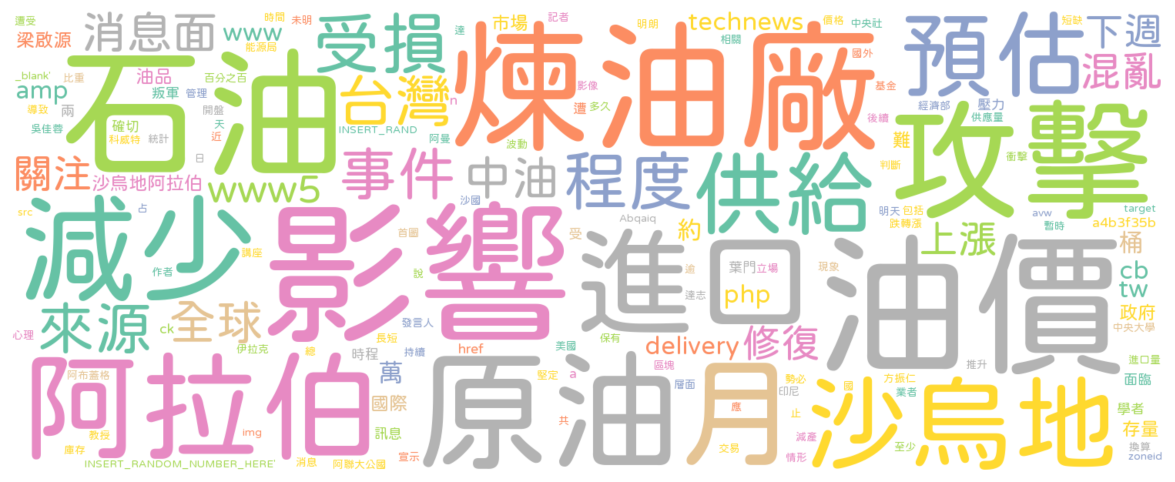 遭受
時間
未明
記者
達
市場
technews
中央社
價格
明朗
短缺
相關
國外
梁啟源
消息面
www
能源局
受損
煉油廠
預估
下週
混亂
_blank'
比重
油品
百分之百
amp
導致
兩
叛軍
管理
開盤
台灣
n
影像
遭
多久
基金
經濟部
壓力
供應量
後續
石油
吳佳蓉
確切
科威特
統計
天
近
INSERT_RAND
阿曼
波動
難
判斷
衝擊
攻擊
日
關注
沙烏地阿拉伯
www5
事件
中油
程度
供給
沙國
Abqaiq
明天
包括
跌轉漲
avw
暫時
target
a4b3f35b
src
占
首圖
受
約
上漲
桶
減少
講座
作者
影響
說
進口
逾
達志
葉門
立場
php
現象
油價
cb
tw
來源
全球
ck
伊拉克
心理
經
時程
長短
發言人
持續
href
美國
保有
delivery
修復
區塊
推升
政府
中央大學
進口量
面臨
阿拉伯
阿布蓋格
教授
庫存
img
萬
國際
訊息
原油
堅定
a
層面
共
月
勢必
印尼
應
止
交易
減產
情形
國
方振仁
業者
至少
沙烏地
學者
存量
換算
zoneid
INSERT_RANDOM_NUMBER_HERE'
消息
阿聯大公國
宣示